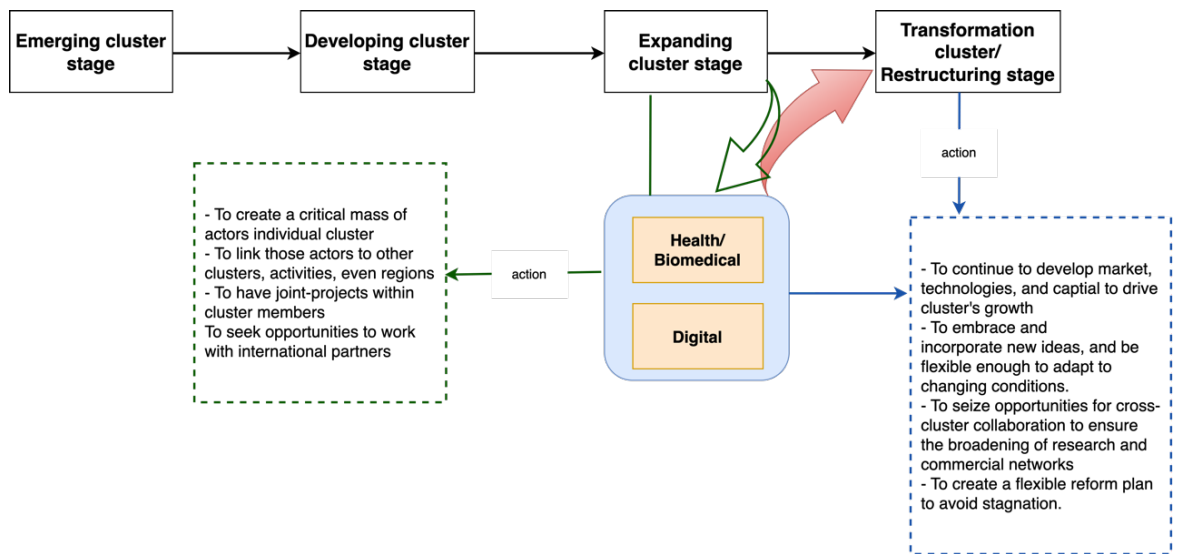 Emerging cluster
stage
Developing cluster
stage
Expanding
cluster stage
Transformation
cluster/
Restructuring stage
action
- To create a critical mass of
actors individual cluster
- To link those actors to other
clusters, activities, even regions
- To have joint-projects within
cluster members
To seek opportunities to work
with international partners
action
Health/
Biomedical
Digital
- To continue to develop market,
technologies, and captial to drive
cluster's growth
- To embrace and
incorporate new ideas, and be
flexible enough to adapt to
changing conditions.
- To seize opportunities for cross-
cluster collaboration to ensure
the broadening of research and
commercial networks
- To create a flexible reform plan
to avoid stagnation.